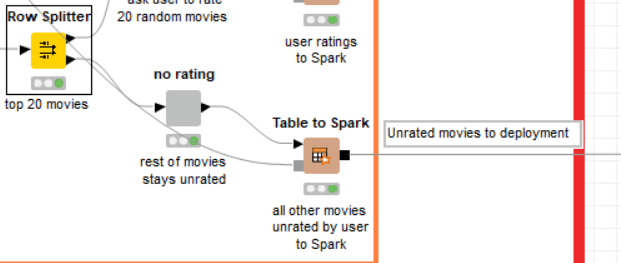 ask user to rate
20 random movies
Row Splitter
top 20 movies
user ratings
to Spark
no rating
rest of movies
stays unrated
Table to Spark
all other movies
unrated by user
to Spark
Unrated movies to deployment